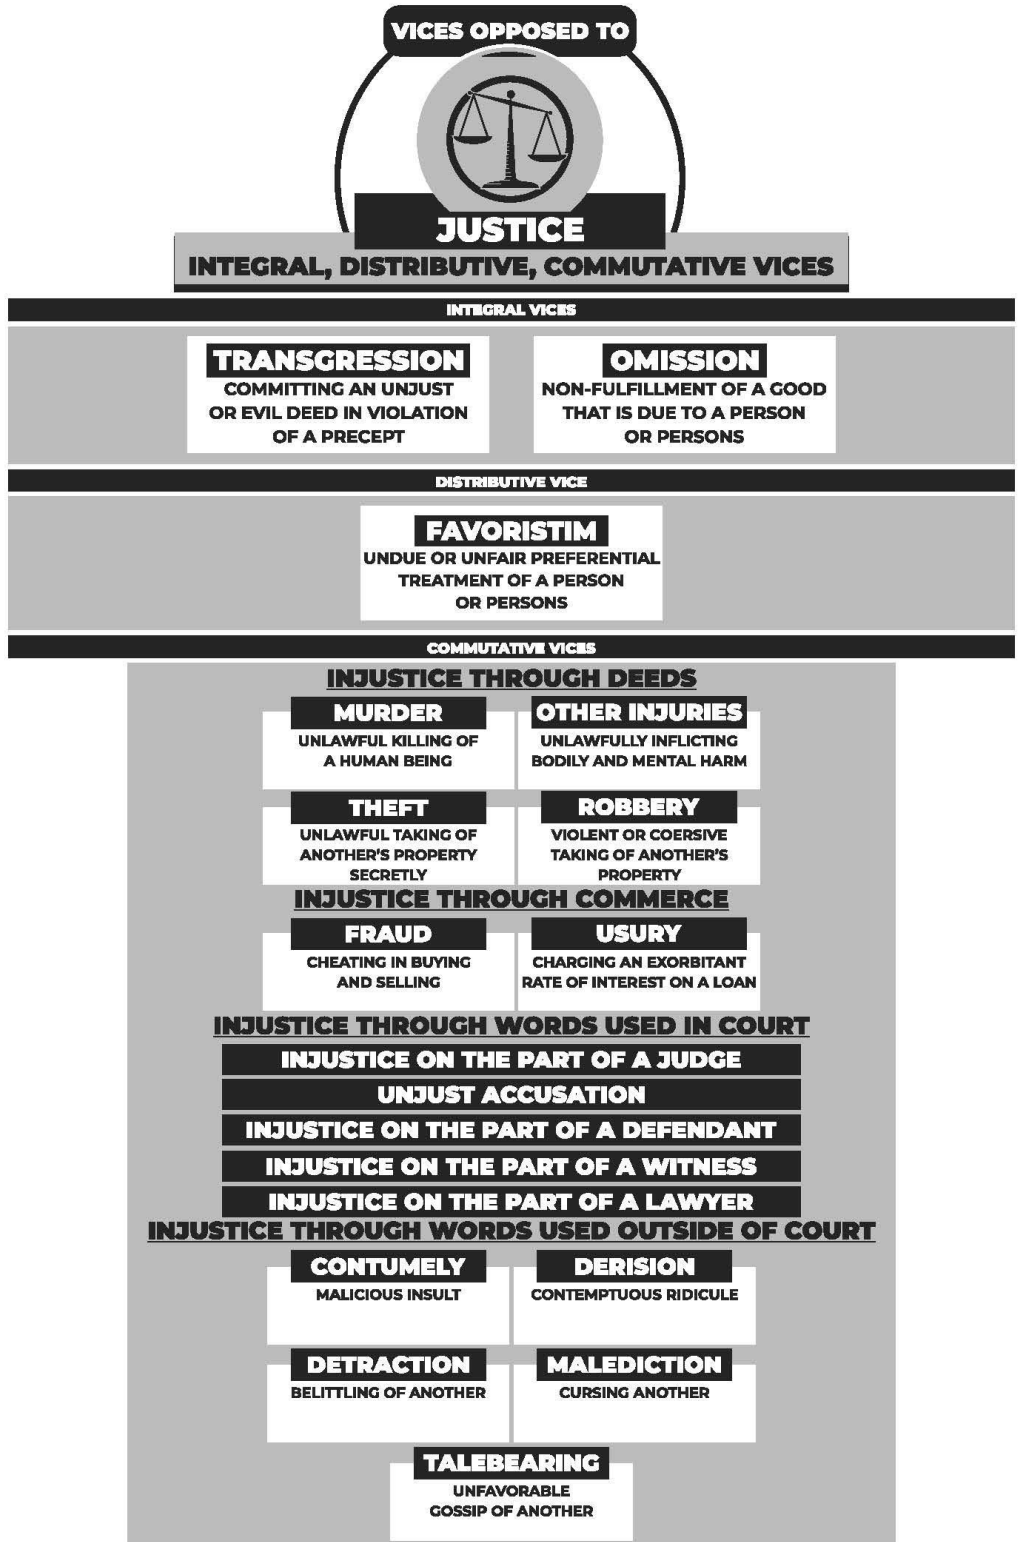 VICES OPPOSED TO
JUSTICE
INTEGRAL, DISTRIBUTIVE, COMMUTATIVE VICES
INTEGRAL VICES
TRANSGRESSION
COMMITTING AN UNJUST
OR EVIL DEED IN VIOLATION
OF A PRECEPT
OMISSION
NON-FULFILLMENT OF A GOOD
THAT IS DUE TO A PERSON
OR PERSONS
DISTRIBUTIVE VICE
FAVORISTIM
UNDUE OR UNFAIR PREFERENTIAL
TREATMENT OF A PERSON
OR PERSONS
COMMUTATIVE VICES
INJUSTICE THROUGH DEEDS
MURDER
UNLAWFUL KILLING OF
A HUMAN BEING
OTHER INJURIES
UNLAWFULLY INFLICTING
BODILY AND MENTAL HARM
THEFT
UNLAWFUL TAKING OF
ANOTHER'S PROPERTY
SECRETLY
ROBBERY
VIOLENT OR COERSIVE
TAKING OF ANOTHER'S
PROPERTY
INJUSTICE THROUGH COMMERCE
FRAUD
CHEATING IN BUYING
AND SELLING
USURY
CHARGING AN EXORBITANT
RATE OF INTEREST ON A LOAN
INJUSTICE THROUGH WORDS USED IN COURT
INJUSTICE ON THE PART OF A JUDGE
UNJUST ACCUSATION
INJUSTICE ON THE PART OF A DEFENDANT
INJUSTICE ON THE PART OF A WITNESS
INJUSTICE ON THE PART OF A LAWYER
INJUSTICE THROUGH WORDS USED OUTSIDE OF COURT
CONTUMELY
MALICIOUS INSULT
DERISION
CONTEMPTUOUS RIDICULE
DETRACTION
BELITTLING OF ANOTHER
MALEDICTION
CURSING ANOTHER
TALEBEARING
UNFAVORABLE
GOSSIP OF ANOTHER